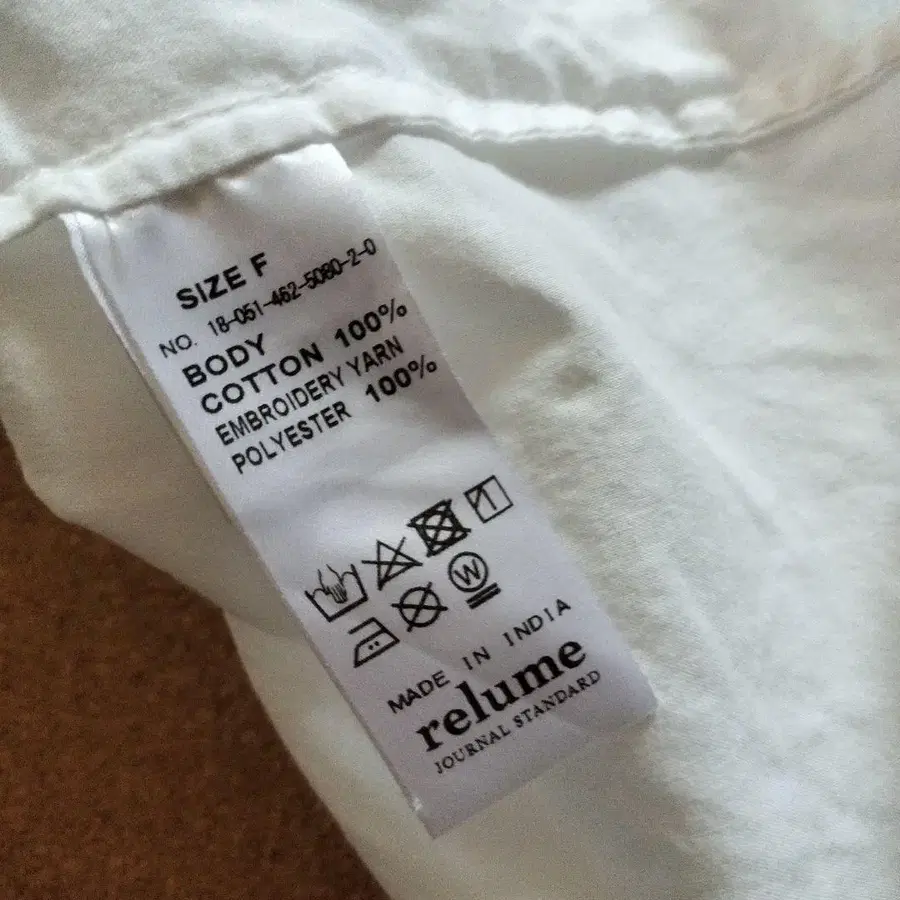 SIZE F
NO. 18-051-462-5080-2-0
BODY
COTTON 100%
EMBROIDERY YARN
POLYESTER 100%
W
MADE IN INDIA
relume
JOURNAL STANDARD